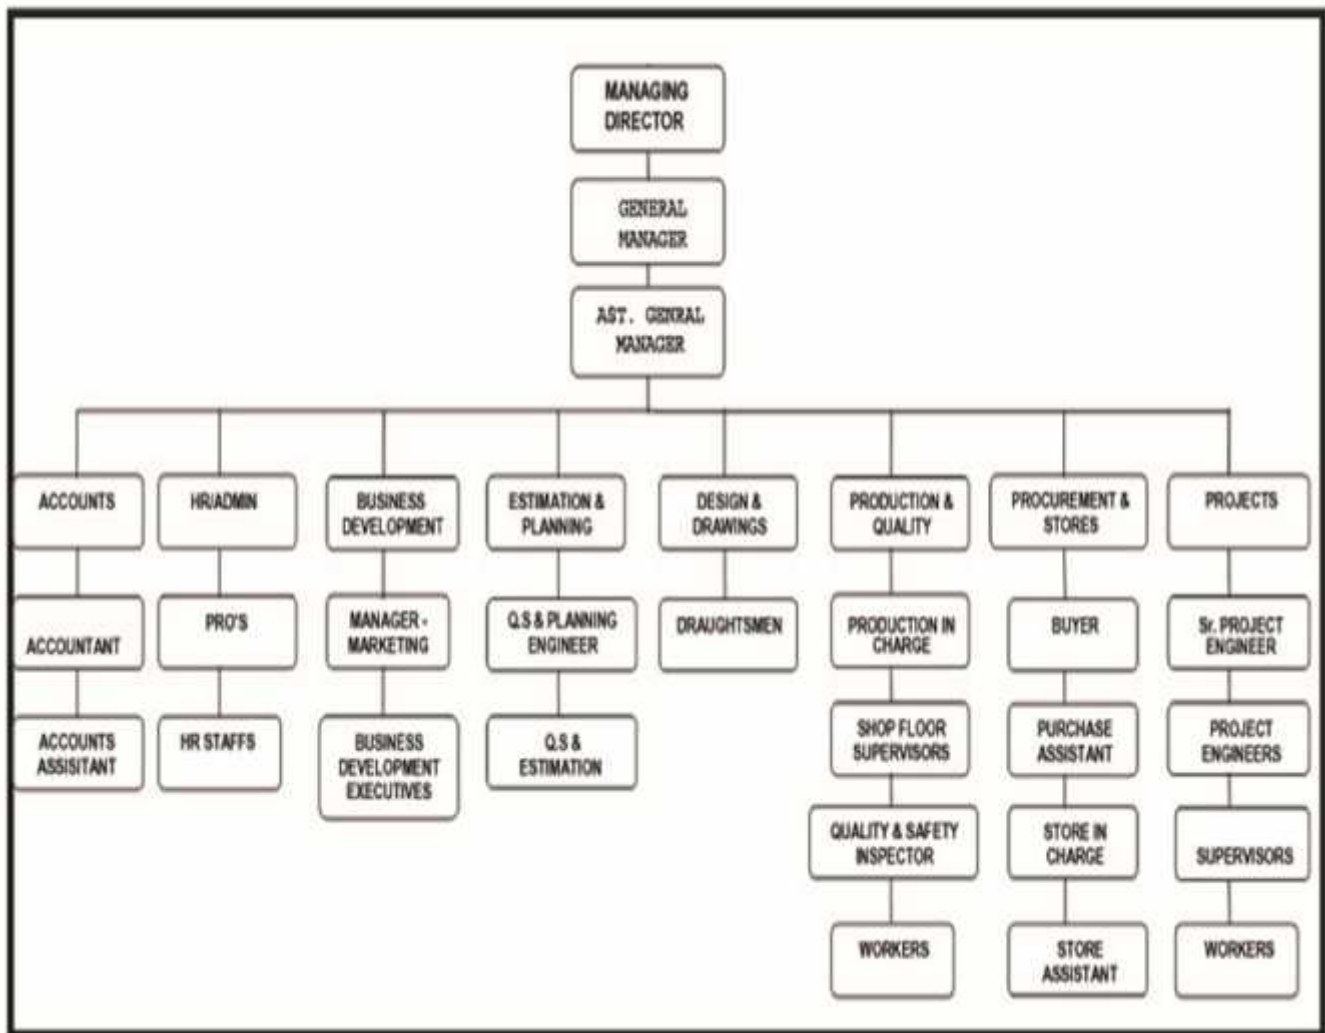 MANAGING
DIRECTOR
GENERAL
MANAGER
AST. GENRAL
MANAGER
ACCOUNTS
HR/ADMIN
BUSINESS
DEVELOPMENT
ESTIMATION &
PLANNING
DESIGN &
DRAWINGS
PRODUCTION &
QUALITY
PROCUREMENT &
STORES
PROJECTS
ACCOUNTANT
PRO'S
MANAGER -
MARKETING
Q.S & PLANNING
ENGINEER
DRAUGHTSMEN
PRODUCTION IN
CHARGE
BUYER
Sr. PROJECT
ENGINEER
ACCOUNTS
ASSISITANT
HR STAFFS
BUSINESS
DEVELOPMENT
EXECUTIVES
Q.S &
ESTIMATION
SHOP FLOOR
SUPERVISORS
PURCHASE
ASSISTANT
PROJECT
ENGINEERS
QUALITY & SAFETY
INSPECTOR
STORE IN
CHARGE
SUPERVISORS
WORKERS
STORE
ASSISTANT
WORKERS